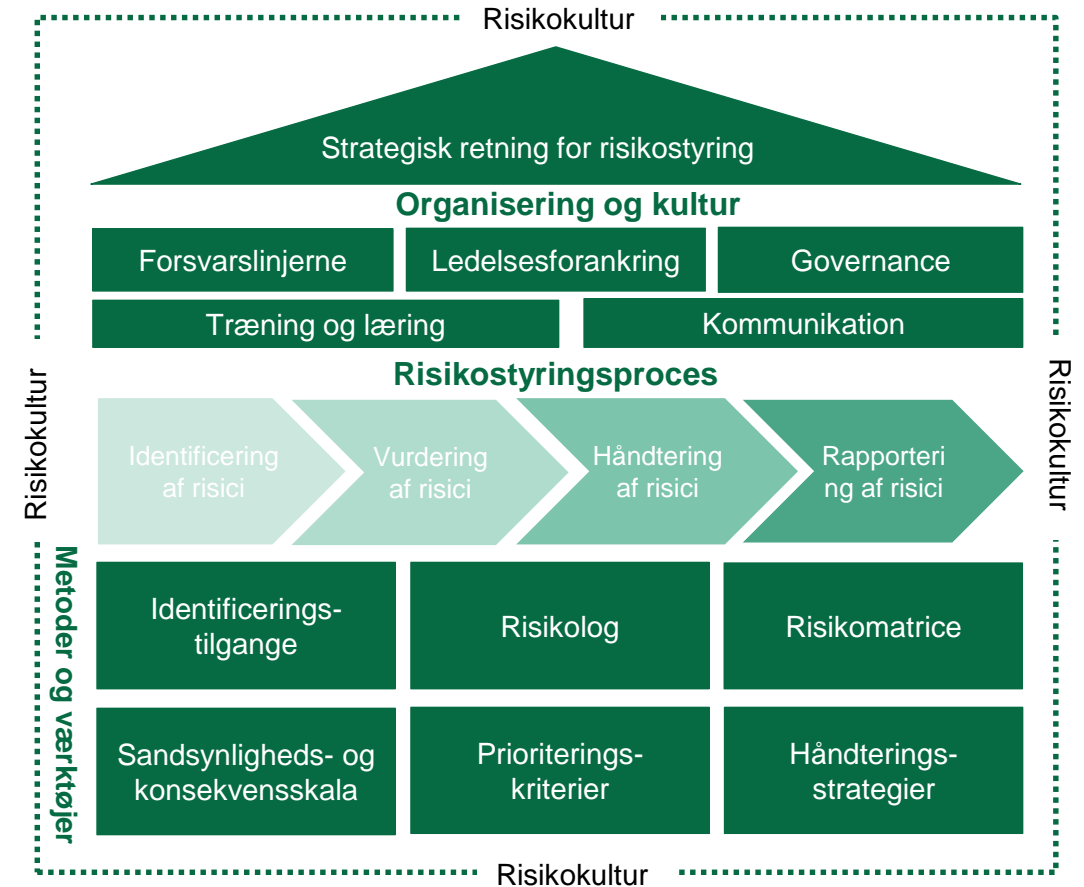 Risikokultur
Strategisk retning for risikostyring
Organisering og kultur
Forsvarslinjerne
Ledelsesforankring
Governance
Træning og læring
Kommunikation
Risikostyringsproces
Risikokultur
Risikokultur
Identificering
af risici
Vurdering
af risici
Håndtering
af risici
Rapporteri
ng af risici
Metoder og værktøjer
Identificerings-
tilgange
Risikolog
Risikomatrice
Sandsynligheds- og
konsekvensskala
Prioriterings-
kriterier
Håndterings-
strategier
Risikokultur